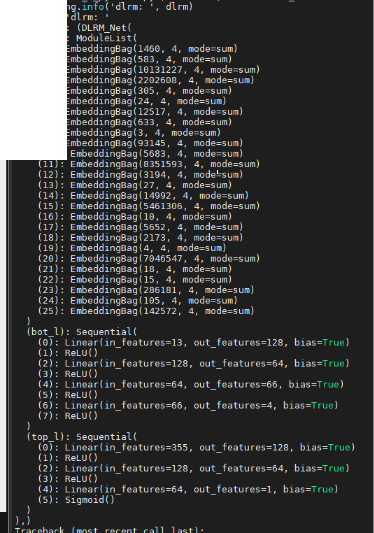 ng.info('dlrm: ', dlrm)
'dlrm: '
: (DLRM_Net(
: ModuleList(
EmbeddingBag(1460, 4, mode=sum)
EmbeddingBag(583, 4, mode=sum)
EmbeddingBag(10131227, 4, mode=sum)
EmbeddingBag(2202608, 4, mode=sum)
EmbeddingBag(305, 4, mode=sum)
EmbeddingBag(24, 4, mode=sum)
EmbeddingBag(12517, 4, mode=sum)
EmbeddingBag(633, 4, mode=sum)
EmbeddingBag(3, 4, mode=sum)
EmbeddingBag(93145, 4, mode=sum)
EmbeddingBag(5683, 4, mode=sum)
(11): EmbeddingBag(8351593, 4, mode=sum)
(12): EmbeddingBag(3194, 4, mode=sum)
(13): EmbeddingBag(27, 4, mode=sum)
(14): EmbeddingBag(14992, 4, mode=sum)
(15): EmbeddingBag(5461306, 4, mode=sum)
(16): EmbeddingBag(10, 4, mode=sum)
(17): EmbeddingBag(5652, 4, mode=sum)
(18): EmbeddingBag(2173, 4, mode=sum)
(19): EmbeddingBag(4, 4, mode=sum)
(20): EmbeddingBag(7046547, 4, mode=sum)
(21): EmbeddingBag(18, 4, mode=sum)
(22): EmbeddingBag(15, 4, mode=sum)
(23): EmbeddingBag(286181, 4, mode=sum)
(24): EmbeddingBag(105, 4, mode=sum)
(25): EmbeddingBag(142572, 4, mode=sum)
)
(bot_l): Sequential(
(0): Linear(in_features=13, out_features=128, bias=True)
(1): ReLU()
(2): Linear(in_features=128, out_features=64, bias=True)
(3): ReLU()
(4): Linear(in_features=64, out_features=66, bias=True)
(5): ReLU()
(6): Linear(in_features=66, out_features=4, bias=True)
(7): ReLU()
)
(top_l): Sequential(
(0): Linear(in_features=355, out_features=128, bias=True)
(1): ReLU()
(2): Linear(in_features=128, out_features=64, bias=True)
(3): ReLU()
(4): Linear(in_features=64, out_features=1, bias=True)
(5): Sigmoid()
)
),)
Traceback (most recent call last):